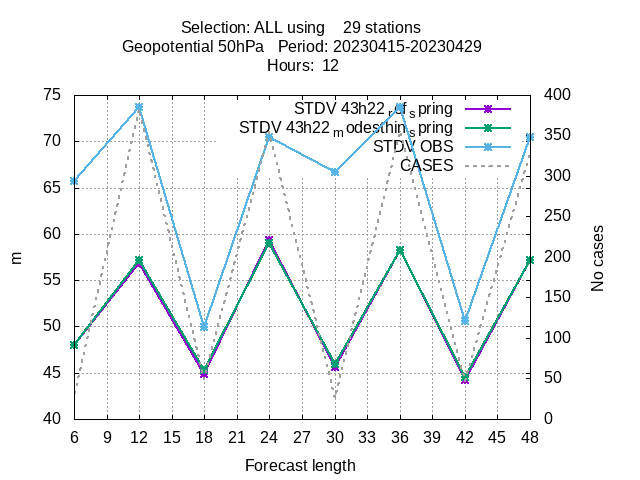 Selection: ALL using    29 stations
Geopotential 50hPa   Period: 20230415-20230429
Hours:  12
STDV 43h22_ref_spring
STDV 43h22_modesthin_spring
STDV OBS
CASES
75
70
65
60
55
50
45
40
400
350
300
250
200
150
100
50
0
m
No cases
6 9 12 15 18 21 24 27 30 33 36 39 42 45 48
Forecast length